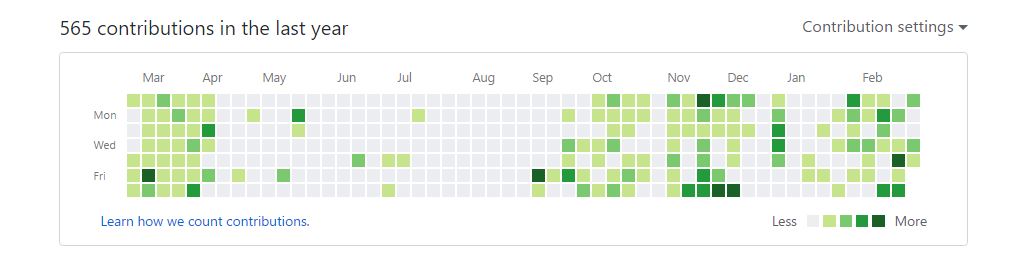 565 contributions in the last year
Contribution settings
Mar Apr May Jun Jul Aug Sep Oct Nov Dec Jan Feb
Mon
Wed
Fri
Learn how we count contributions.
Less More